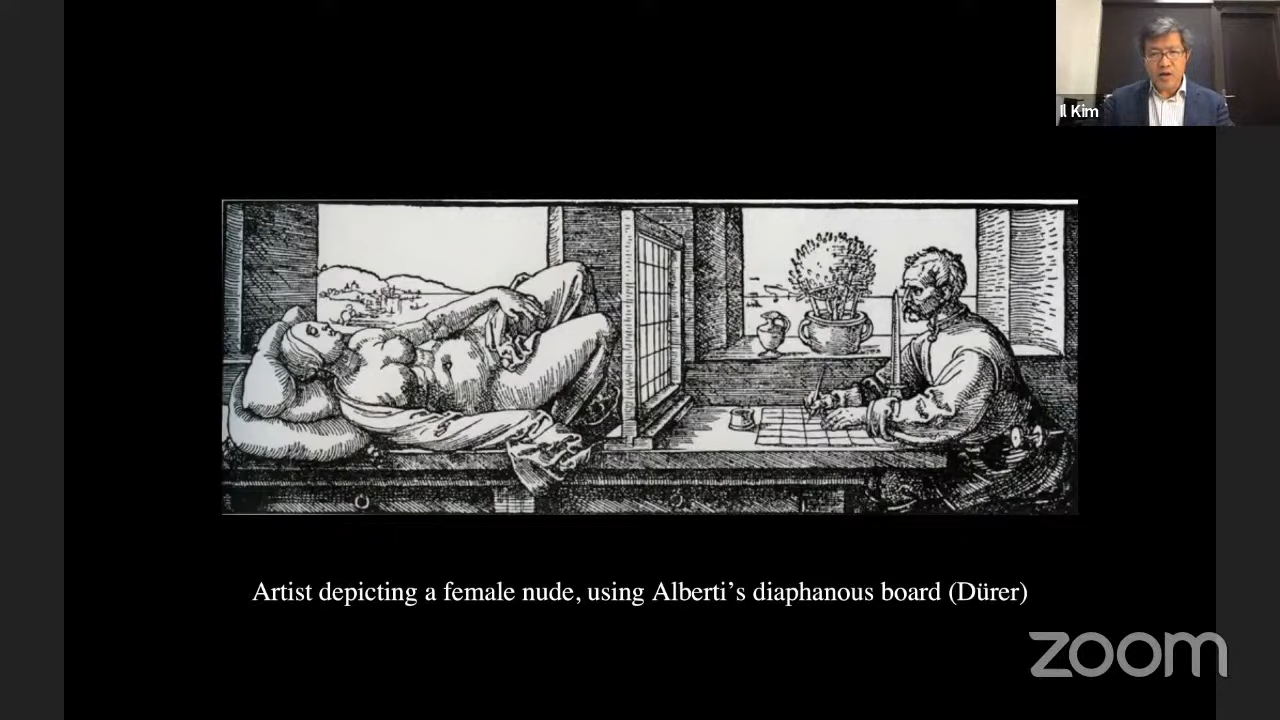 Il Kim
Artist depicting a female nude, using Alberti’s diaphanous board (Dürer)
zoom